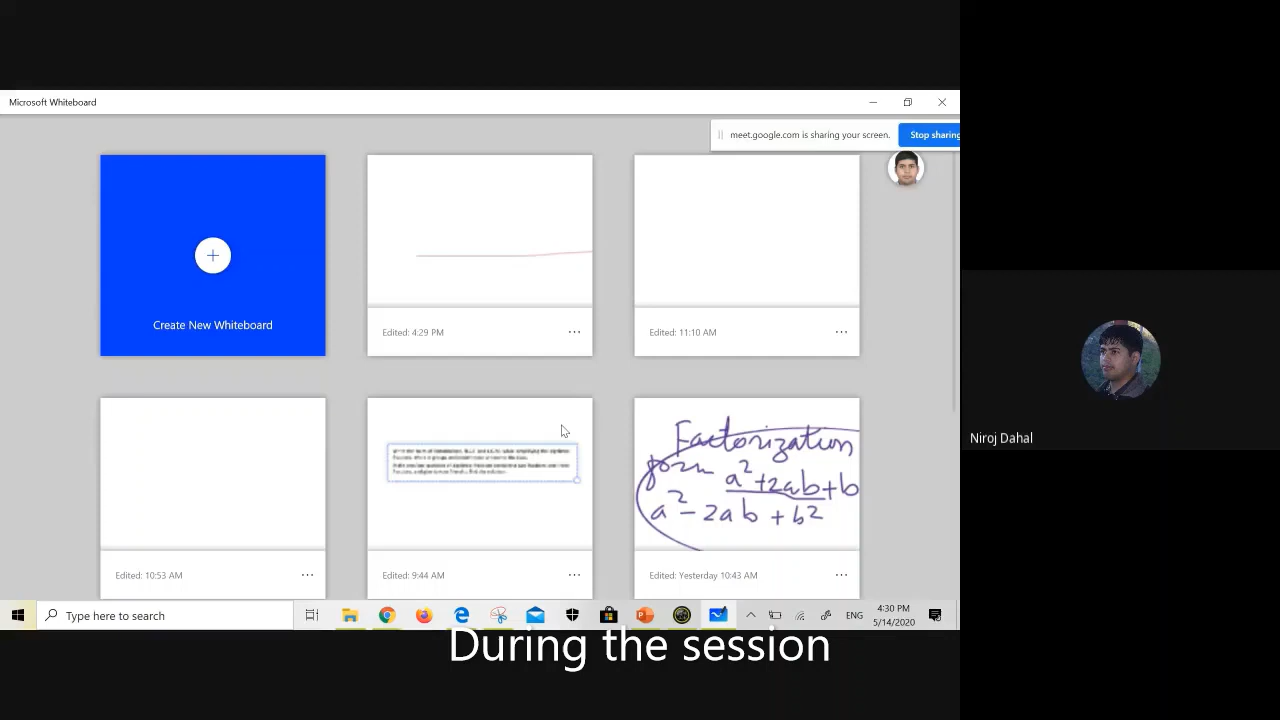 Microsoft Whiteboard
meet.google.com is sharing your screen.
Stop sharing
Create New Whiteboard
Edited: 4:29 PM
Edited: 11:10 AM
Factorization
form a²+2ab+b
a²-2ab+b²
Edited: 10:53 AM
Edited: 9:44 AM
Edited: Yesterday 10:43 AM
Niroj Dahal
Type here to search
ENG
4:30 PM
5/14/2020
During the session